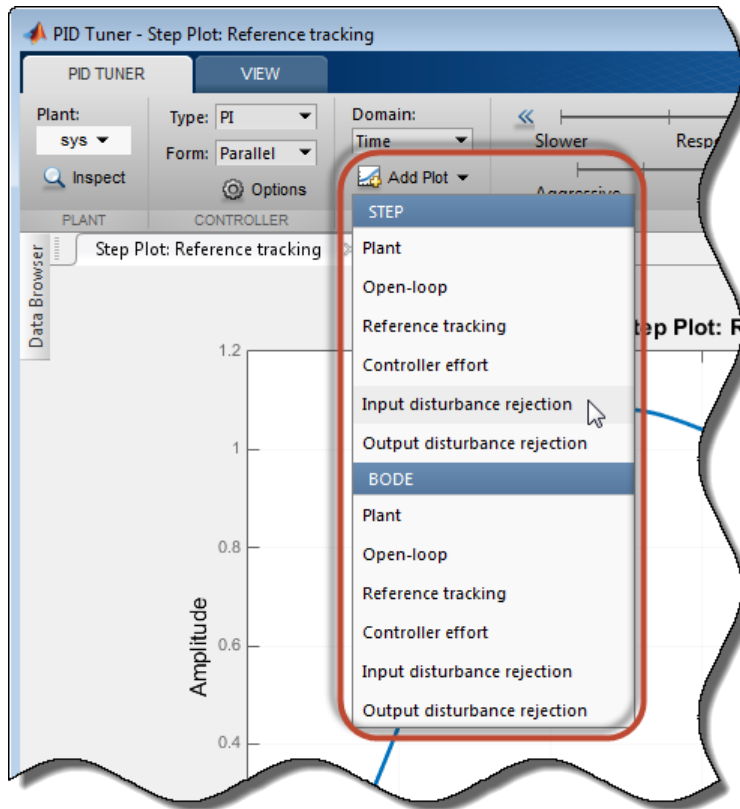 PID Tuner - Step Plot: Reference tracking
PID TUNER
VIEW
Plant:
sys
Inspect
PLANT
Type: PI
Form: Parallel
Options
CONTROLLER
Domain:
Time
Add Plot
Slower
Aggressive
Data Browser
Step Plot: Reference tracking
STEP
Plant
Open-loop
Reference tracking
Controller effort
Input disturbance rejection
Output disturbance rejection
BODE
Plant
Open-loop
Reference tracking
Controller effort
Input disturbance rejection
Output disturbance rejection
Plot:
Amplitude
1.2
1
0.8
0.6
0.4